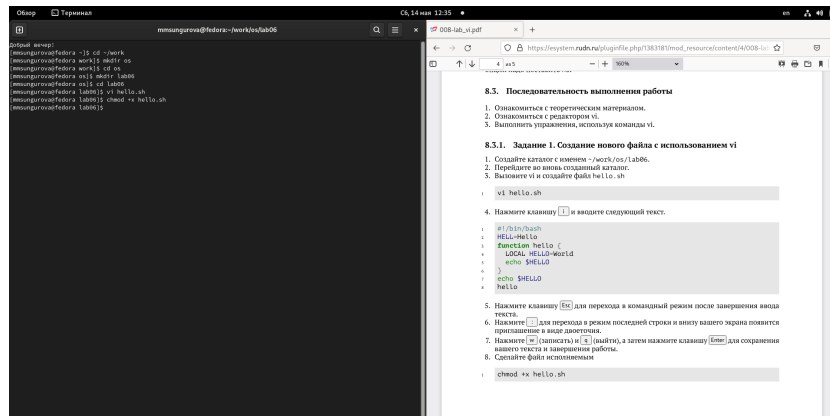 Обзор
Терминал
Сб, 14 мая 12:35
en
mmsungurova@fedora:~/work/os/lab06
Добрый вечер!
[mmsungurova@fedora ~]$ cd ~/work
[mmsungurova@fedora work]$ mkdir os
[mmsungurova@fedora work]$ cd os
[mmsungurova@fedora os]$ mkdir lab06
[mmsungurova@fedora os]$ cd lab06
[mmsungurova@fedora lab06]$ vi hello.sh
[mmsungurova@fedora lab06]$ chmod +x hello.sh
[mmsungurova@fedora lab06]$
008-lab_vi.pdf
https://esystem.rudn.ru/pluginfile.php/1383181/mod_resource/content/4/008-lab
4 из 5
160%
8.3. Последовательность выполнения работы
1. Ознакомиться с теоретическим материалом.
2. Ознакомиться с редактором vi.
3. Выполнить упражнения, используя команды vi.
8.3.1. Задание 1. Создание нового файла с использованием vi
1. Создайте каталог с именем ~/work/os/lab06.
2. Перейдите во вновь созданный каталог.
3. Вызовите vi и создайте файл hello.sh
1 vi hello.sh
4. Нажмите клавишу i и вводите следующий текст.
1 #!/bin/bash
2 HELL=Hello
3 function hello {
4 LOCAL HELLO=World
5 echo $HELLO
6 }
7 echo $HELLO
8 hello
5. Нажмите клавишу Esc для перехода в командный режим после завершения ввода
текста.
6. Нажмите : для перехода в режим последней строки и внизу вашего экрана появится
приглашение в виде двоеточия.
7. Нажмите w (записать) и q (выйти), а затем нажмите клавишу Enter для сохранения
вашего текста и завершения работы.
8. Сделайте файл исполняемым
1 chmod +x hello.sh